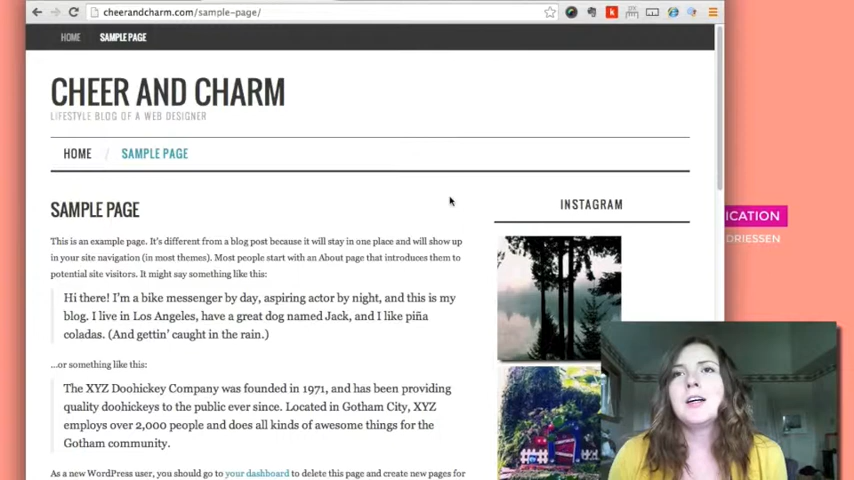 cheerandcharm.com/sample-page/
HOME SAMPLE PAGE
CHEER AND CHARM
LIFESTYLE BLOG OF A WEB DESIGNER
HOME / SAMPLE PAGE
SAMPLE PAGE
This is an example page. It's different from a blog post because it will stay in one place and will show up
in your site navigation (in most themes). Most people start with an About page that introduces them to
potential site visitors. It might say something like this:
Hi there! I'm a bike messenger by day, aspiring actor by night, and this is my
blog. I live in Los Angeles, have a great dog named Jack, and I like piña
coladas. (And gettin' caught in the rain.)
...or something like this:
The XYZ Doohickey Company was founded in 1971, and has been providing
quality doohickeys to the public ever since. Located in Gotham City, XYZ
employs over 2,000 people and does all kinds of awesome things for the
Gotham community.
As a new WordPress user, you should go to your dashboard to delete this page and create new pages for
INSTAGRAM
ICATION
DRIESSEN